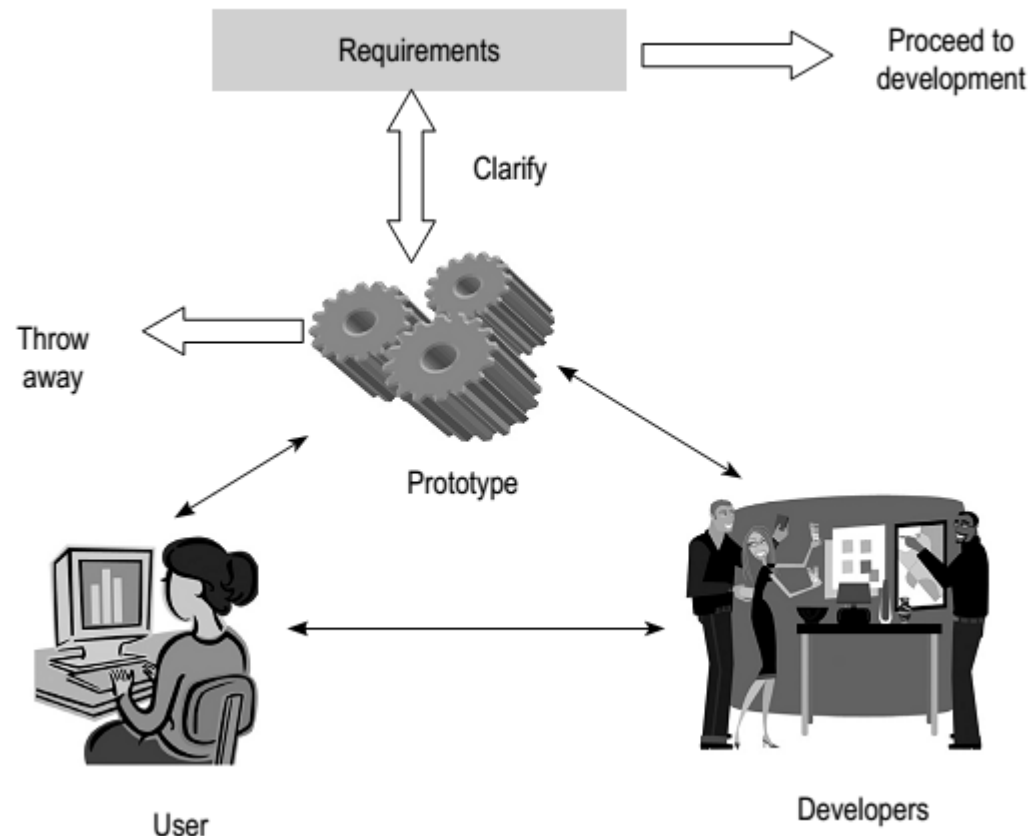 Requirements
Proceed to
development
Clarify
Throw
away
Prototype
User
Developers